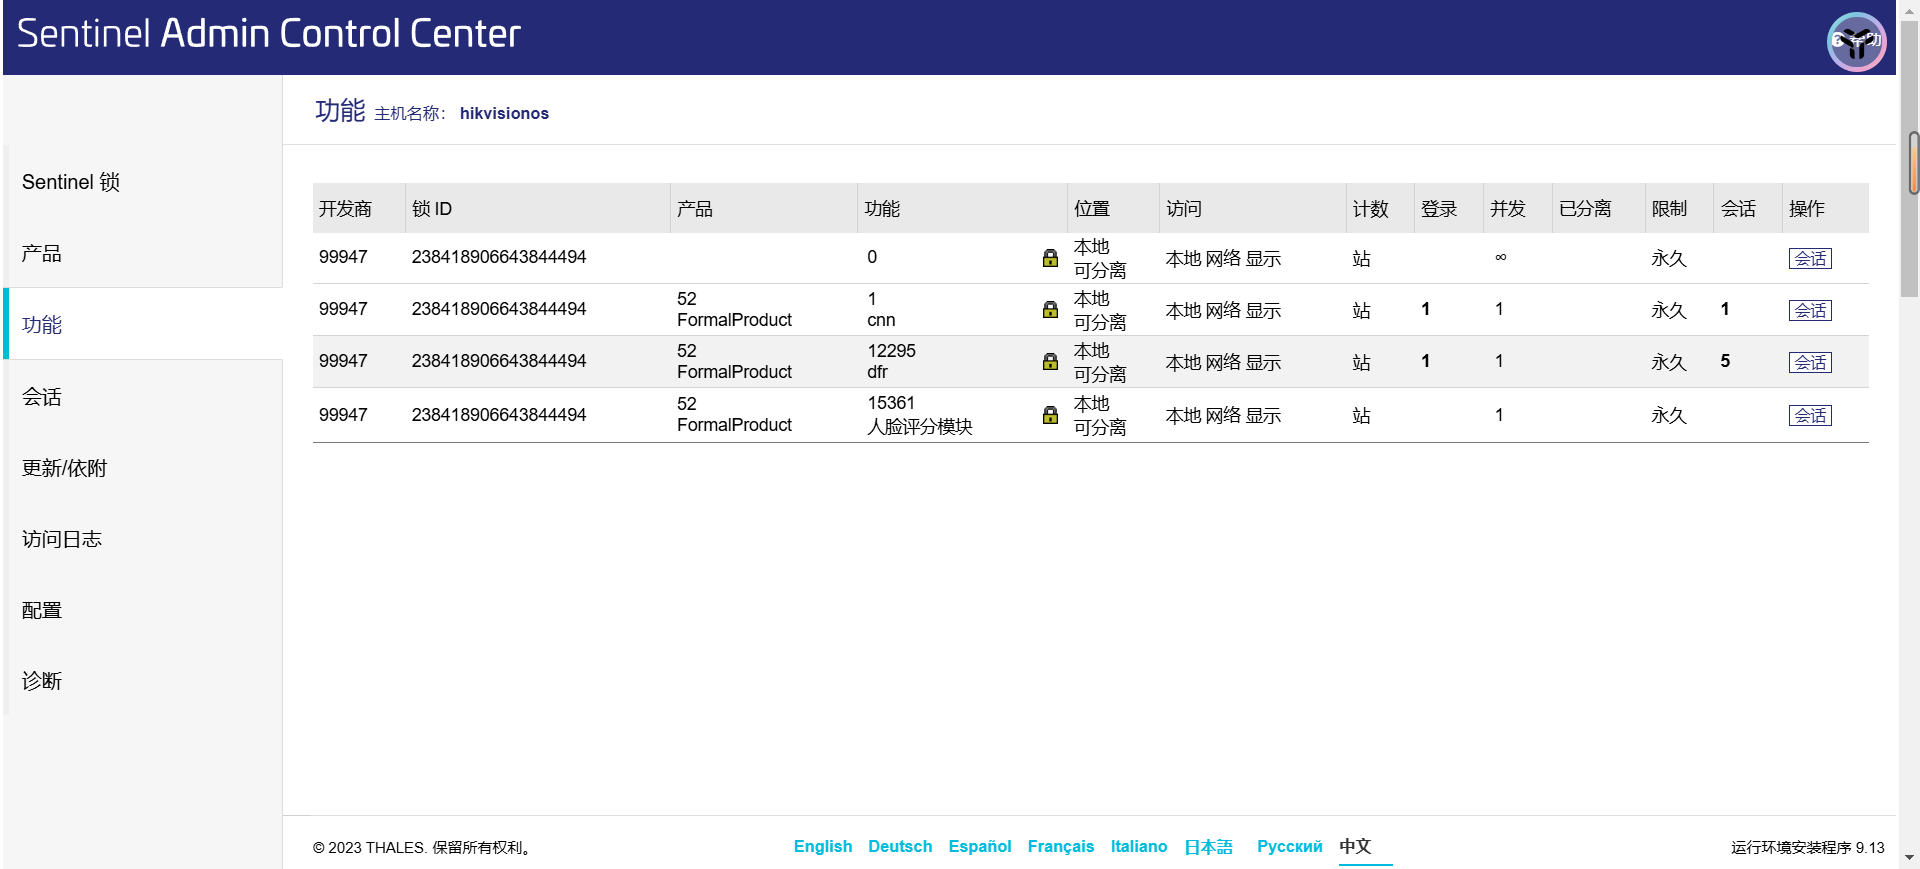 Sentinel Admin Control Center
功能 主机名称： hikvisionos
Sentinel 锁
产品
功能
会话
更新/依附
访问日志
配置
诊断
开发商 锁 ID 产品 功能 位置 访问 计数 登录 并发 已分离 限制 会话 操作
99947 238418906643844494 0 本地 可分离 本地 网络 显示 站 ∞ 永久 会话
99947 238418906643844494 52 FormalProduct 1 cnn 本地 可分离 本地 网络 显示 站 1 1 永久 1 会话
99947 238418906643844494 52 FormalProduct 12295 dfr 本地 可分离 本地 网络 显示 站 1 1 永久 5 会话
99947 238418906643844494 52 FormalProduct 15361 人脸评分模块 本地 可分离 本地 网络 显示 站 1 永久 会话
© 2023 THALES. 保留所有权利。
English Deutsch Español Français Italiano 日本語 Русский 中文
运行环境安装程序 9.13